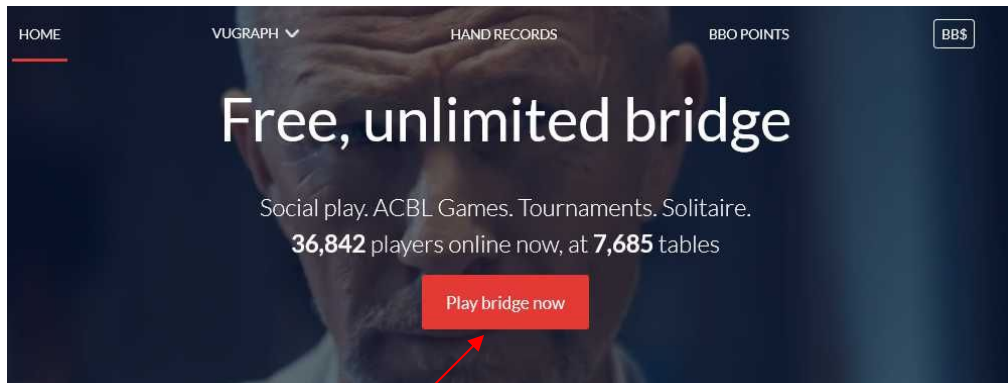 HOME VUGRAPH HAND RECORDS BBO POINTS BB$
Free, unlimited bridge
Social play. ACBL Games. Tournaments. Solitaire.
36,842 players online now, at 7,685 tables
Play bridge now